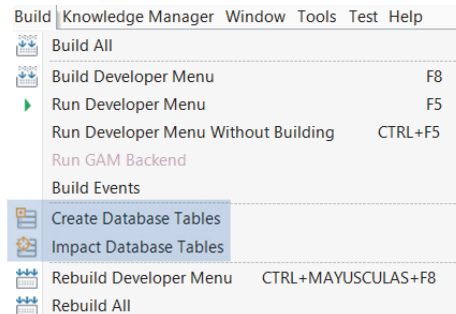 Build Knowledge Manager Window Tools Test Help
Build All
Build Developer Menu F8
Run Developer Menu F5
Run Developer Menu Without Building CTRL+F5
Run GAM Backend
Build Events
Create Database Tables
Impact Database Tables
Rebuild Developer Menu CTRL+MAYUSCULAS+F8
Rebuild All